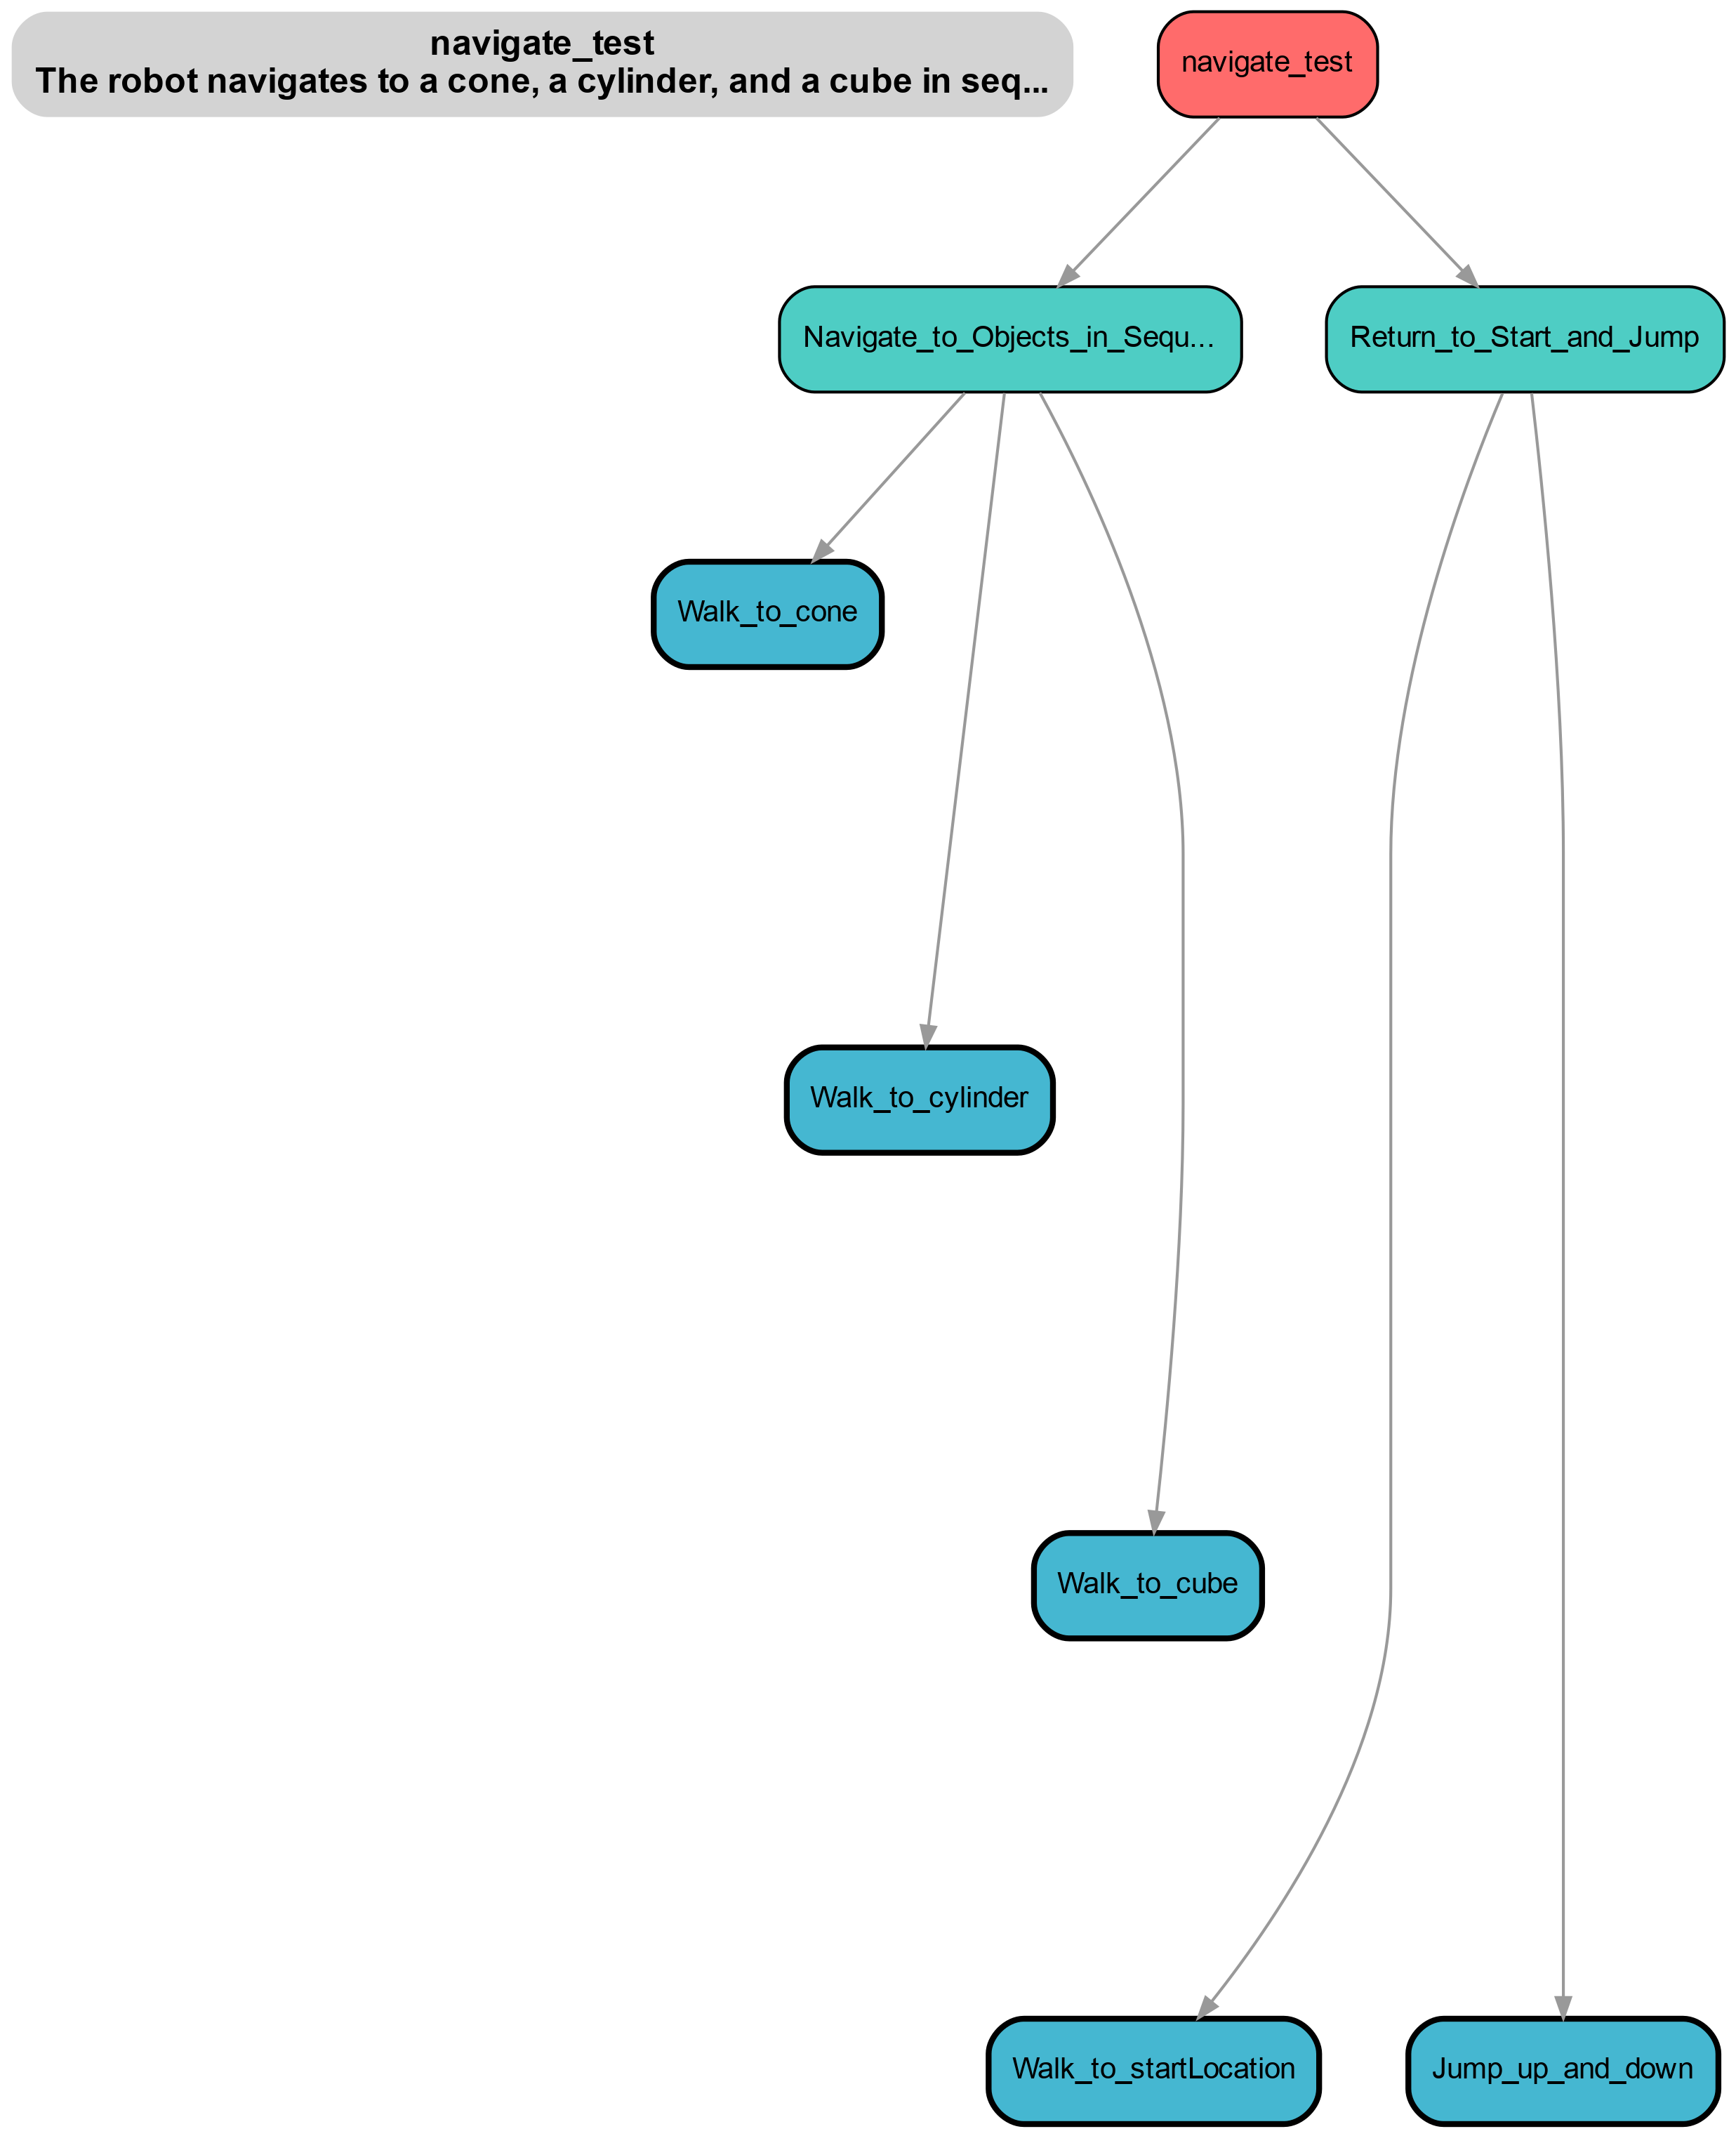 navigate_test
The robot navigates to a cone, a cylinder, and a cube in seq...
navigate_test
Navigate_to_Objects_in_Sequ...
Return_to_Start_and_Jump
Walk_to_cone
Walk_to_cylinder
Walk_to_cube
Walk_to_startLocation
Jump_up_and_down